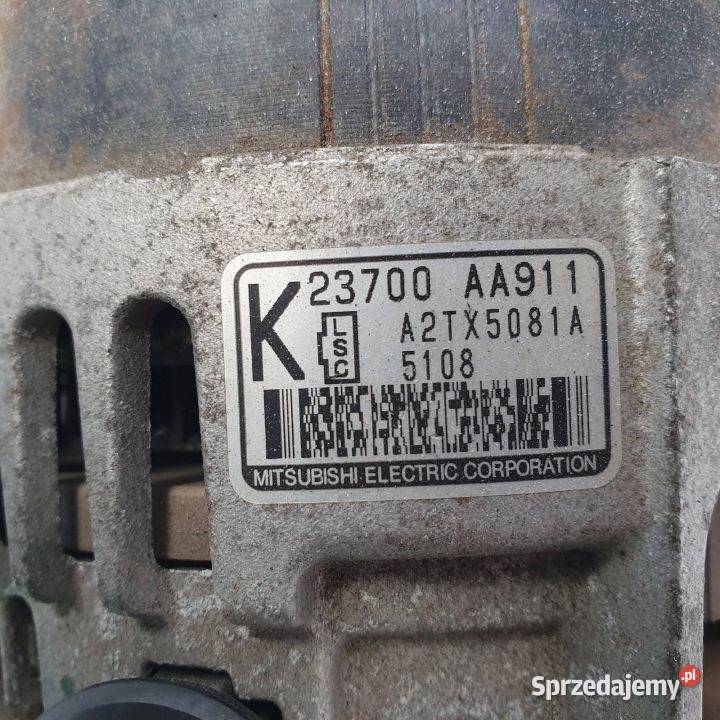 K 23700 AA911
LSC A2TX5081A
5108
MITSUBISHI ELECTRIC CORPORATION
Sprzedajemy.pl